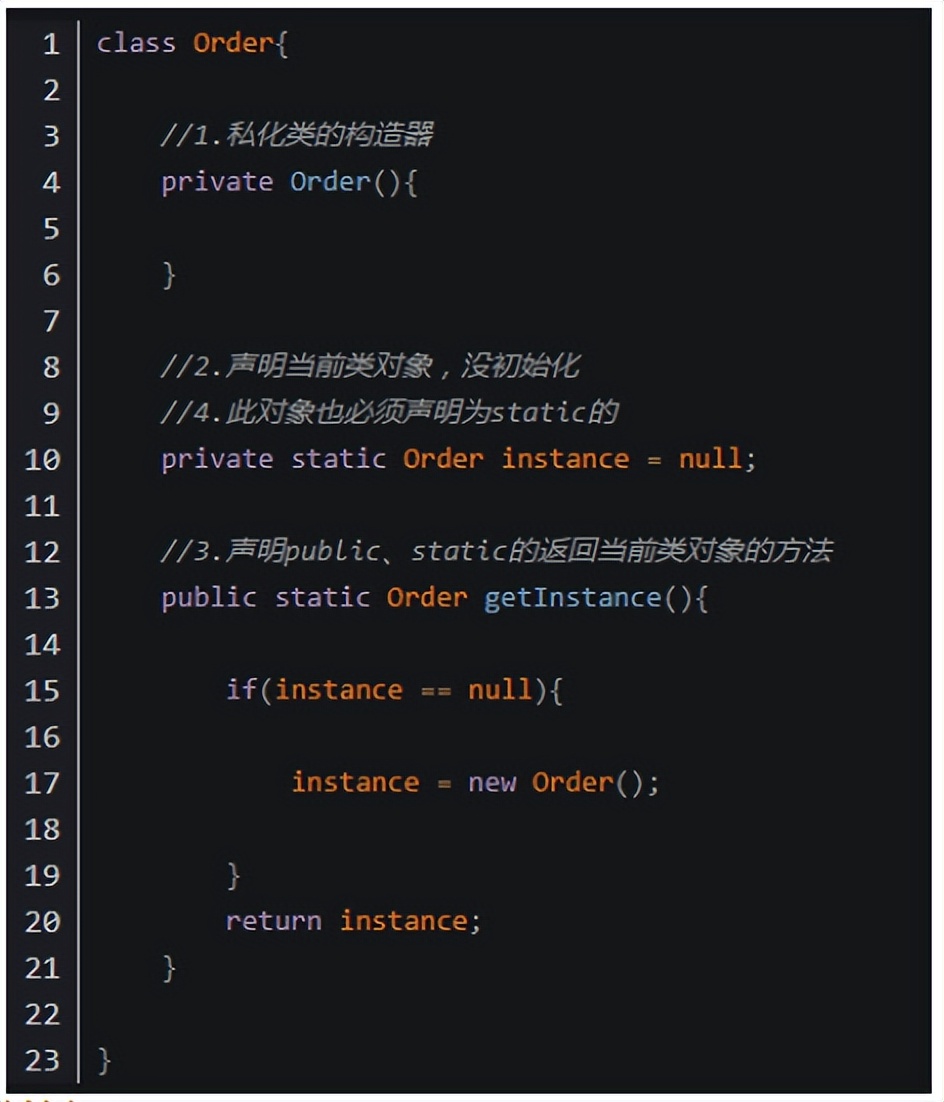 1 class Order{
2
3 //1.私化类的构造器
4 private Order(){
5
6 }
7
8 //2.声明当前类对象，没初始化
9 //4.此对象也必须声明为static的
10 private static Order instance = null;
11
12 //3.声明public、static的返回当前类对象的方法
13 public static Order getInstance(){
14
15 if(instance == null){
16
17 instance = new Order();
18
19 }
20 return instance;
21 }
22
23 }